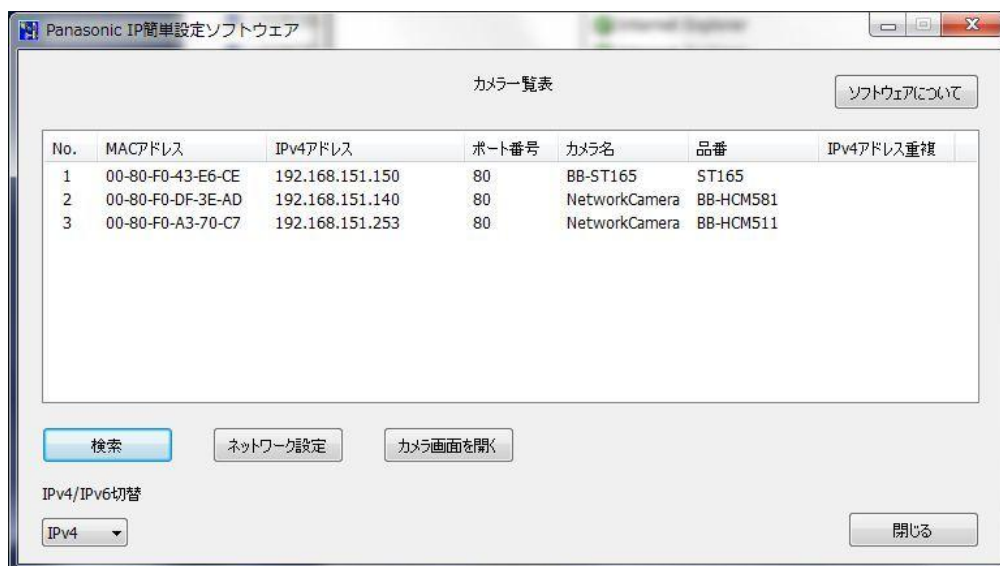 Panasonic IP簡単設定ソフトウェア
カメラ一覧表
ソフトウェアについて
No. MACアドレス IPv4アドレス ポート番号 カメラ名 品番 IPv4アドレス重複
1 00-80-F0-43-E6-CE 192.168.151.150 80 BB-ST165 ST165
2 00-80-F0-DF-3E-AD 192.168.151.140 80 NetworkCamera BB-HCM581
3 00-80-F0-A3-70-C7 192.168.151.253 80 NetworkCamera BB-HCM511
検索 ネットワーク設定 カメラ画面を開く
IPv4/IPv6切替
IPv4
閉じる